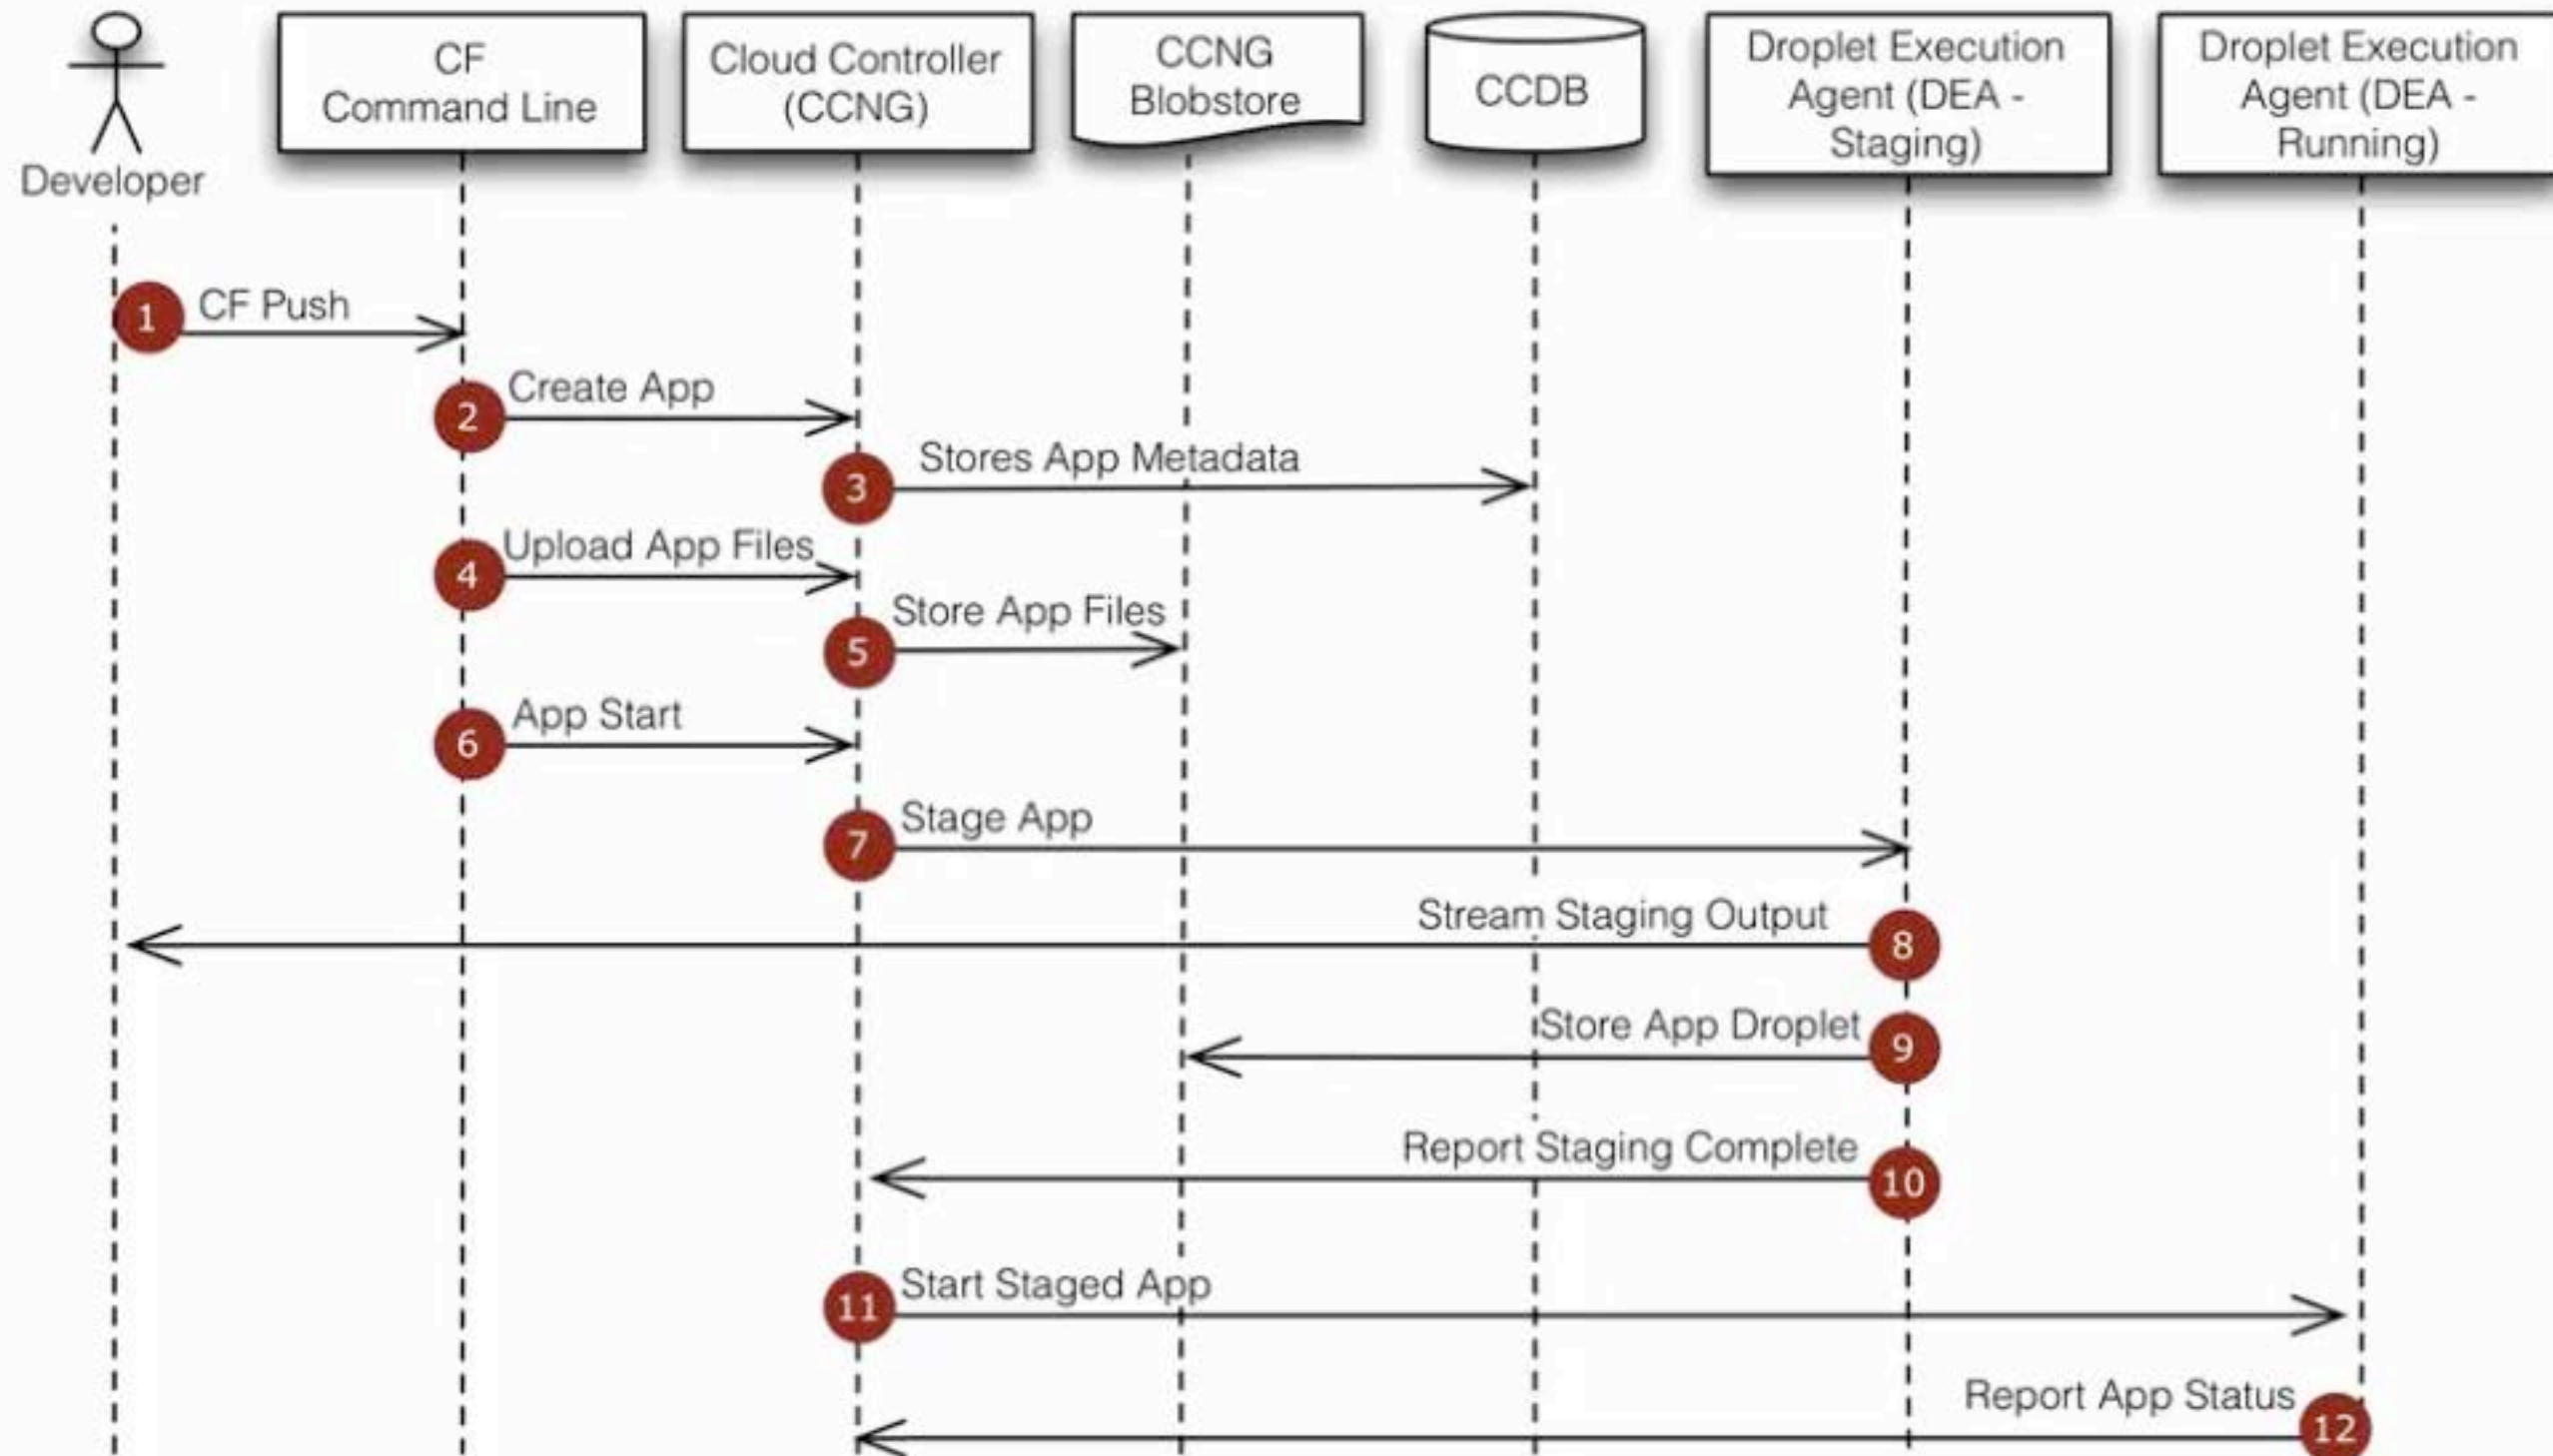 Developer
CF
Command Line
Cloud Controller
(CCNG)
CCNG
Blobstore
CCDB
Droplet Execution
Agent (DEA -
Staging)
Droplet Execution
Agent (DEA -
Running)
1 CF Push
2 Create App
3 Stores App Metadata
4 Upload App Files
5 Store App Files
6 App Start
7 Stage App
Stream Staging Output 8
Store App Droplet 9
Report Staging Complete 10
11 Start Staged App
Report App Status 12